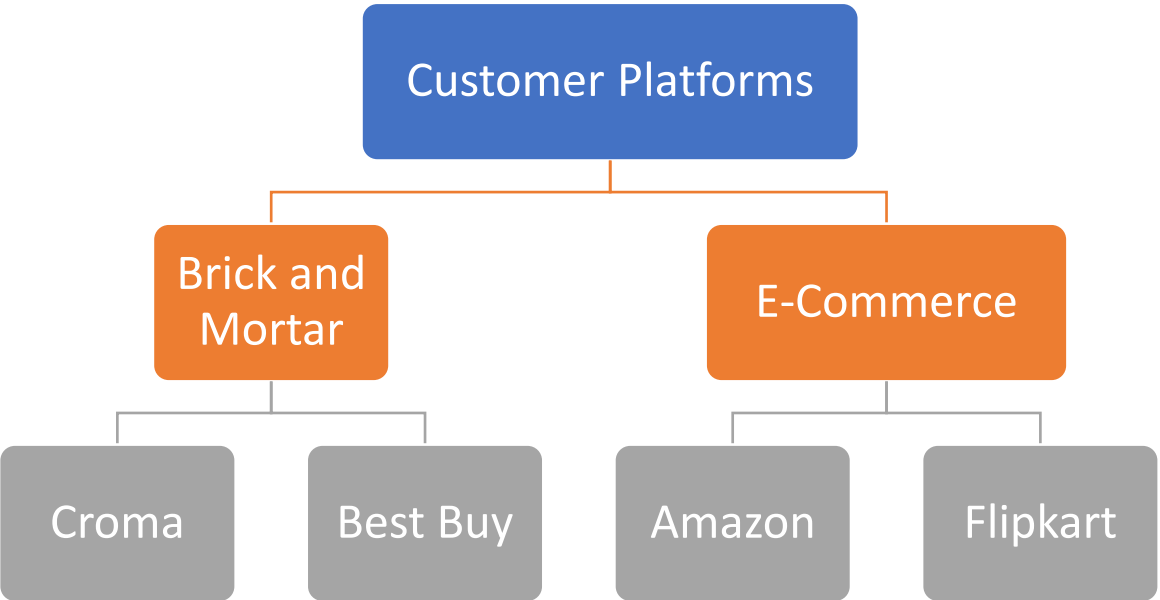 Customer Platforms
Brick and
Mortar
E-Commerce
Croma
Best Buy
Amazon
Flipkart